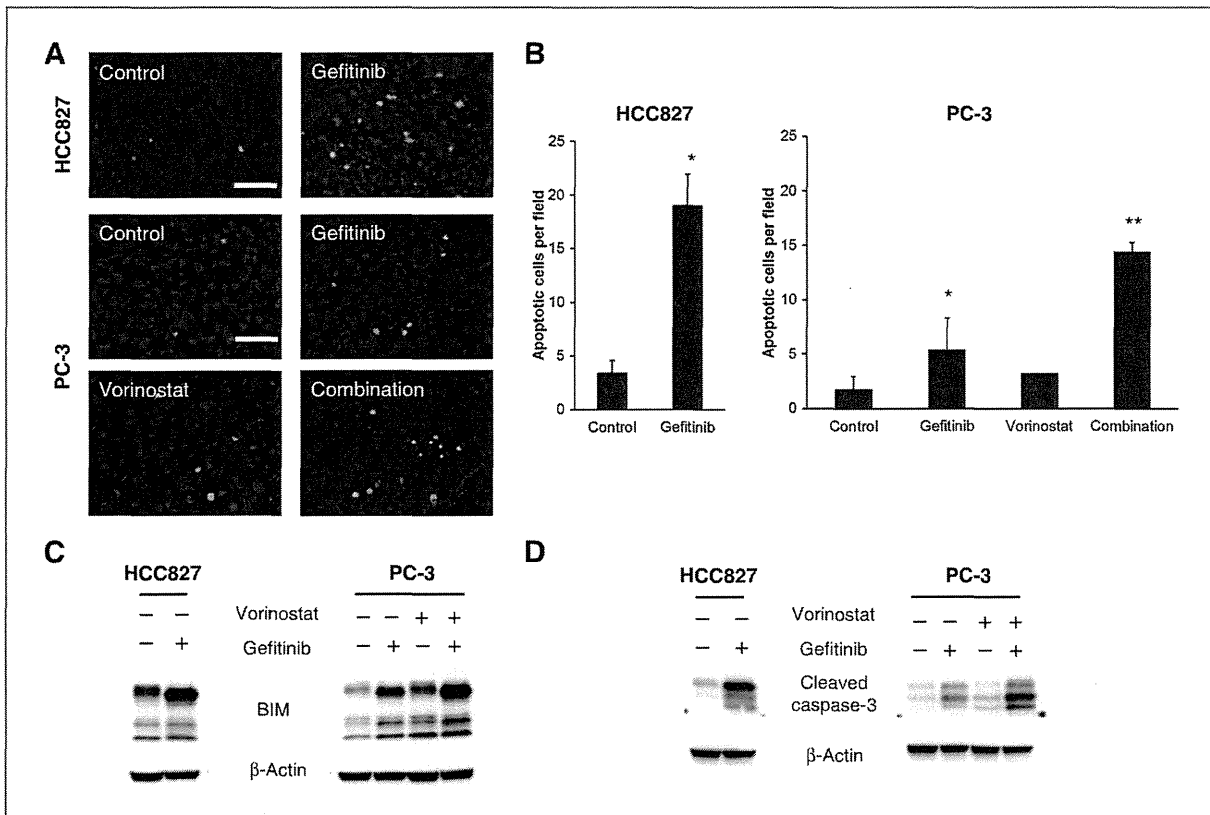 A
HCC827
Control
Gefitinib
PC-3
Control
Gefitinib
Vorinostat
Combination
B
HCC827
Apoptotic cells per field
25
20
15
10
5
0
*
Control
Gefitinib
PC-3
Apoptotic cells per field
25
20
15
10
5
0
*
**
Control
Gefitinib
Vorinostat
Combination
C
HCC827
PC-3
– – Vorinostat – – + +
– + Gefitinib – + – +
BIM
β-Actin
D
HCC827
PC-3
– – Vorinostat – – + +
– + Gefitinib – + – +
Cleaved
caspase-3
β-Actin